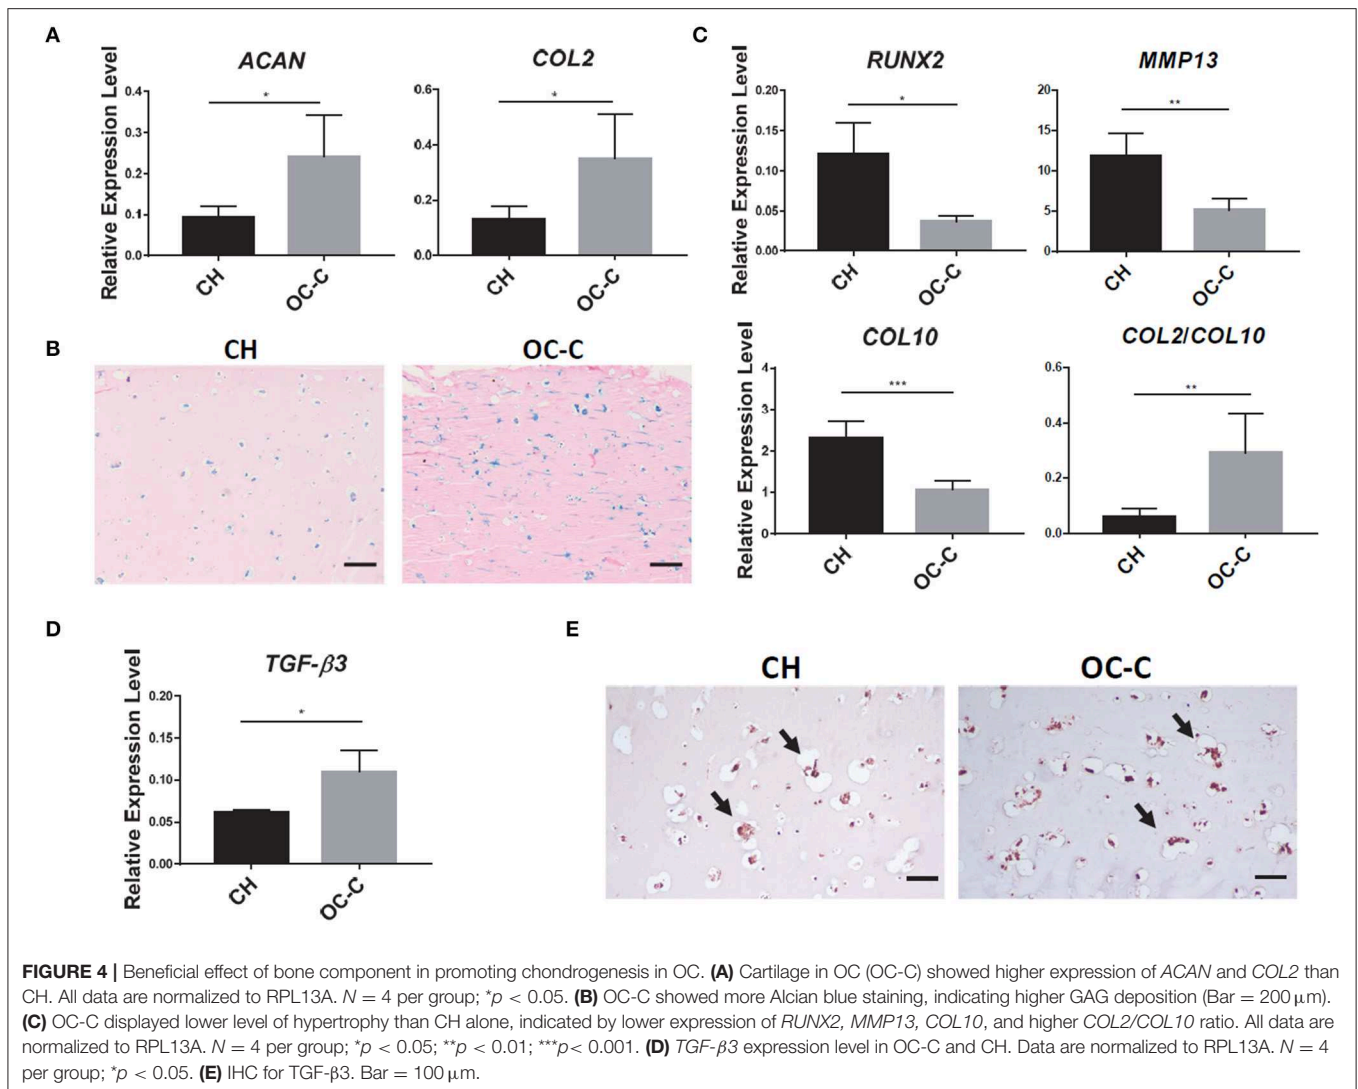 A
ACAN
Relative Expression Level
0.4
0.3
0.2
0.1
0.0
*
CH
OC-C
COL2
0.6
0.4
0.2
0.0
*
CH
OC-C
B
CH
OC-C
C
RUNX2
Relative Expression Level
0.20
0.15
0.10
0.05
0.00
*
CH
OC-C
MMP13
20
15
10
5
0
**
CH
OC-C
COL10
Relative Expression Level
4
3
2
1
0
***
CH
OC-C
COL2/COL10
0.6
0.4
0.2
0.0
**
CH
OC-C
D
TGF-β3
Relative Expression Level
0.20
0.15
0.10
0.05
0.00
*
CH
OC-C
E
CH
OC-C
FIGURE 4 | Beneficial effect of bone component in promoting chondrogenesis in OC. (A) Cartilage in OC (OC-C) showed higher expression of ACAN and COL2 than
CH. All data are normalized to RPL13A. N = 4 per group; *p < 0.05. (B) OC-C showed more Alcian blue staining, indicating higher GAG deposition (Bar = 200 μm).
(C) OC-C displayed lower level of hypertrophy than CH alone, indicated by lower expression of RUNX2, MMP13, COL10, and higher COL2/COL10 ratio. All data are
normalized to RPL13A. N = 4 per group; *p < 0.05; **p < 0.01; ***p< 0.001. (D) TGF-β3 expression level in OC-C and CH. Data are normalized to RPL13A. N = 4
per group; *p < 0.05. (E) IHC for TGF-β3. Bar = 100 μm.